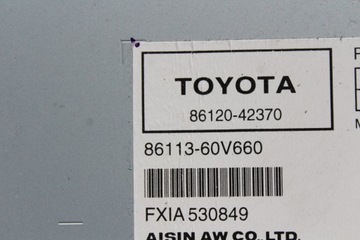 TOYOTA
86120-42370
86113-60V660
FXIA 530849
AISIN AW CO., LTD.